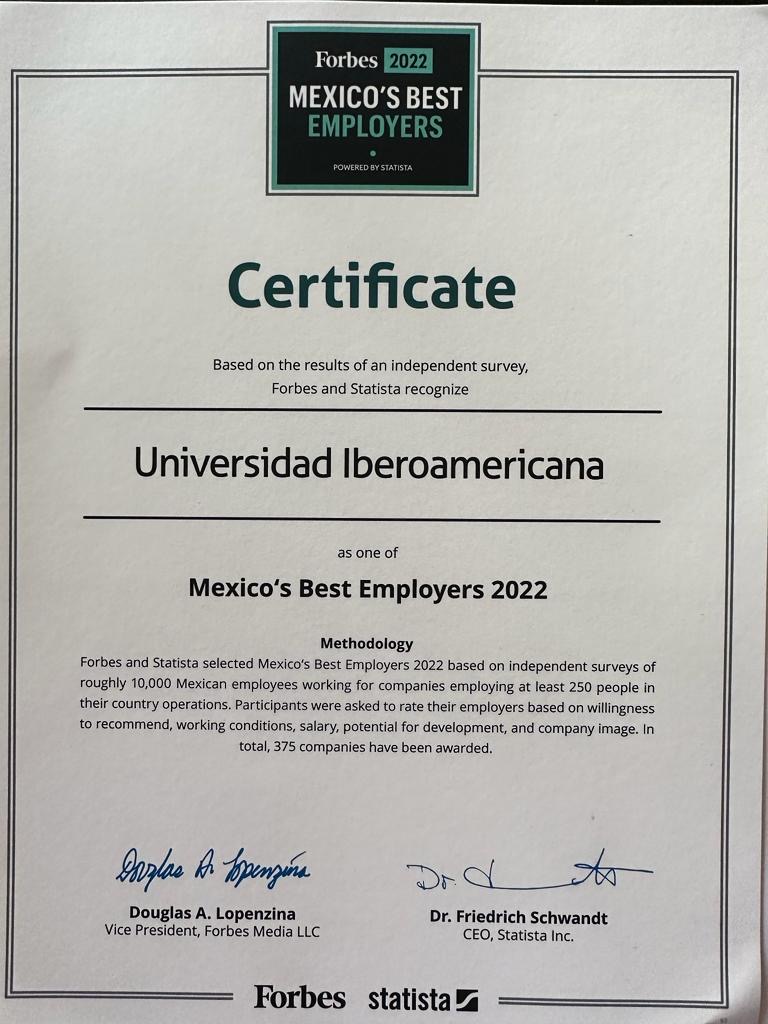 Forbes 2022
MEXICO'S BEST
EMPLOYERS
POWERED BY STATISTA
Certificate
Based on the results of an independent survey,
Forbes and Statista recognize
Universidad Iberoamericana
as one of
Mexico‘s Best Employers 2022
Methodology
Forbes and Statista selected Mexico‘s Best Employers 2022 based on independent surveys of
roughly 10,000 Mexican employees working for companies employing at least 250 people in
their country operations. Participants were asked to rate their employers based on willingness
to recommend, working conditions, salary, potential for development, and company image. In
total, 375 companies have been awarded.
Douglas A. Lopenzina
Dr.
Douglas A. Lopenzina
Vice President, Forbes Media LLC
Dr. Friedrich Schwandt
CEO, Statista Inc.
Forbes statista